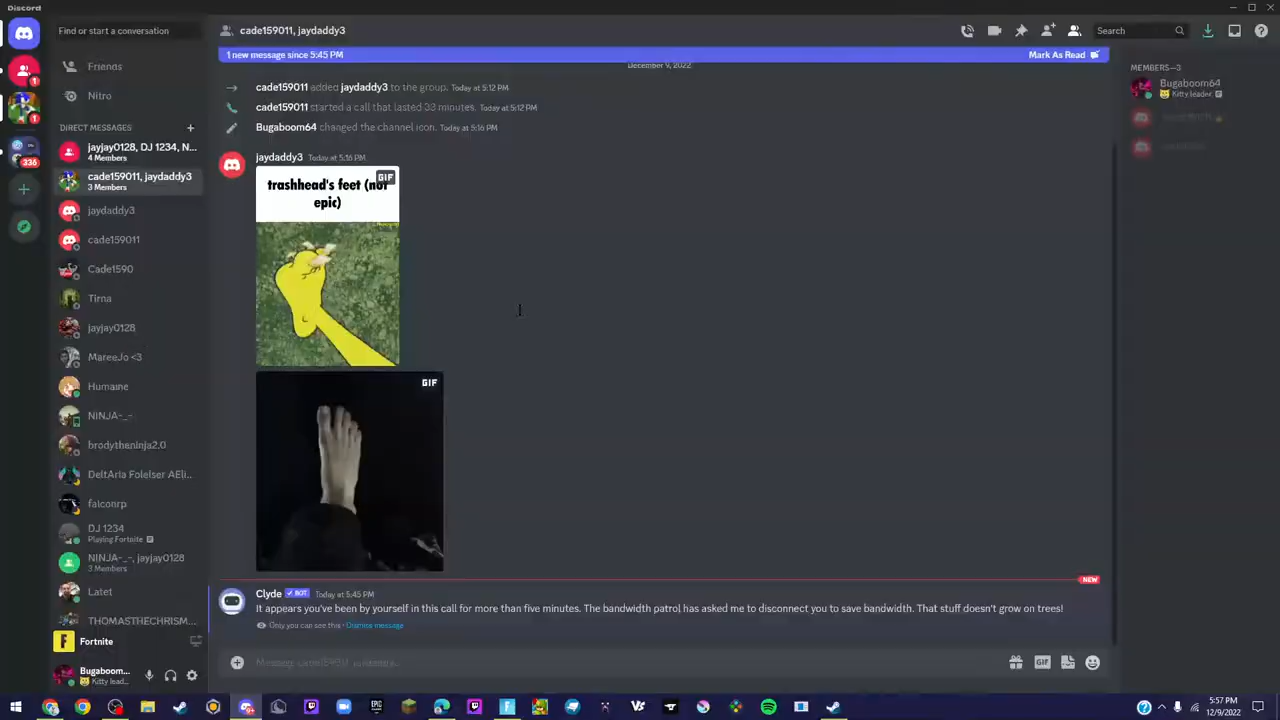 Discord
Find or start a conversation
Friends
Nitro
DIRECT MESSAGES
jayjay0128, DJ 1234, N...
4 Members
cade159011, jaydaddy3
3 Members
jaydaddy3
cade159011
Cade1590
Tirna
jayjay0128
MareeJo <3
Humane
NINJA-_-
brodytheninja2.0
DeltAria Folelser AEli...
falconrp
DJ 1234
Playing Fortnite
NINJA-_-, jayjay0128
3 Members
Latet
THOMASTHECHRISM...
F
Fortnite
Bugaboom...
Kitty lead...
1
1
336
cade159011, jaydaddy3
Search
1 new message since 5:45 PM
Mark As Read
December 9, 2022
cade159011 added jaydaddy3 to the group. Today at 5:12 PM
cade159011 started a call that lasted 33 minutes. Today at 5:12 PM
Bugaboom64 changed the channel icon. Today at 5:16 PM
jaydaddy3 Today at 5:16 PM
GIF
trashhead's feet (not
epic)
GIF
NEW
Clyde BOT Today at 5:45 PM
It appears you've been by yourself in this call for more than five minutes. The bandwidth patrol has asked me to disconnect you to save bandwidth. That stuff doesn't grow on trees!
Only you can see this · Dismiss message
GIF
MEMBERS—3
Bugaboom64
Kitty leader
EPIC
5:57 PM
12/9/2022